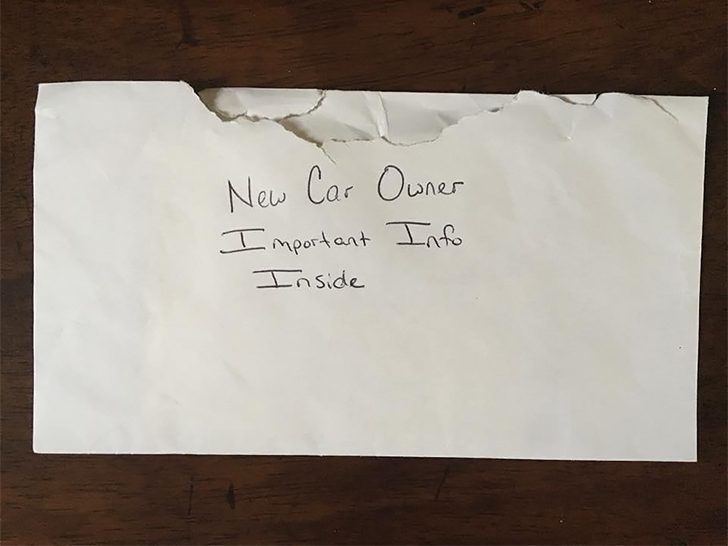 New Car Owner
Important Info
Inside